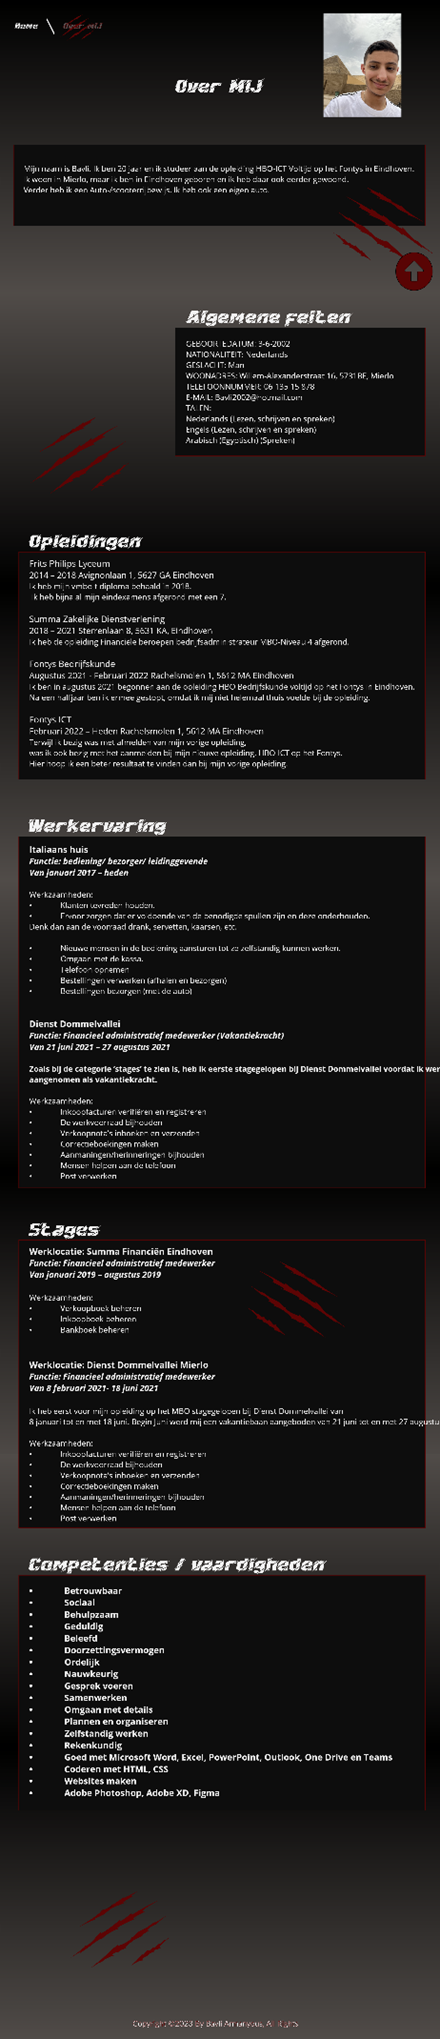 Home
Over MIJ
Over MIJ
Mijn naam is Bavli. Ik ben 20 jaar en ik studeer aan de opleiding HBO-ICT Voltijd op het Fontys in Eindhoven.
Ik woon in Mierlo, maar ik ben in Eindhoven geboren en ik heb daar ook eerder gewoond.
Verder heb ik een Auto-/scooterrijbewijs. Ik heb ook een eigen auto.
Algemene feiten
GEBOORTEDATUM: 3-6-2002
NATIONALITEIT: Nederlands
GESLACHT: Man
WOONADRES: Willem-Alexanderstraat 16, 5731BE, Mierlo
TELEFOONNUMMER: 06 135 15 878
E-MAIL: Bavli2002@hotmail.com
TALEN:
Nederlands (Lezen, schrijven en spreken)
Engels (Lezen, schrijven en spreken)
Arabisch (Egyptisch) (Spreken)
Opleidingen
Frits Philips Lyceum
2014 – 2018 Avignonlaan 1, 5627 GA Eindhoven
Ik heb mijn vmbo-t diploma behaald in 2018.
Ik heb bijna al mijn eindexamens afgerond met een 7.
Summa Zakelijke Dienstverlening
2018 – 2021 Sterrenlaan 8, 5631 KA, Eindhoven
Ik heb de opleiding Financiële beroepen bedrijfsadministrateur MBO-Niveau 4 afgerond.
Fontys Bedrijfskunde
Augustus 2021 - Februari 2022 Rachelsmolen 1, 5612 MA Eindhoven
Ik ben in augustus 2021 begonnen aan de opleiding HBO Bedrijfskunde voltijd op het Fontys in Eindhoven.
Na een half jaar ben ik ermee gestopt, omdat ik mij niet helemaal thuis voelde bij de opleiding.
Fontys ICT
Februari 2022 – Heden Rachelsmolen 1, 5612 MA Eindhoven
Terwijl ik bezig was met afmelden van mijn vorige opleiding,
was ik ook bezig met het aanmelden bij mijn nieuwe opleiding, HBO-ICT op het Fontys.
Hier hoop ik een beter resultaat te vinden dan bij mijn vorige opleiding.
Werkervaring
Italiaans huis
Functie: bediening/ bezorger/ leidinggevende
Van januari 2017 – heden
Werkzaamheden:
• Klanten tevreden houden.
• Ervoor zorgen dat er voldoende van de benodigde spullen zijn en deze onderhouden.
Denk dan aan de voorraad drank, servetten, kaarsen, etc.
• Nieuwe mensen in de bediening aansturen tot ze zelfstandig kunnen werken.
• Omgaan met de kassa.
• Telefoon opnemen
• Bestellingen verwerken (afhalen en bezorgen)
• Bestellingen bezorgen (met de auto)
Dienst Dommelvallei
Functie: Financieel administratief medewerker (Vakantiekracht)
Van 21 juni 2021 – 27 augustus 2021
Zoals bij de categorie 'stages' te zien is, heb ik eerste stagegelopen bij Dienst Dommelvallei voordat ik wer
aangenomen als vakantiekracht.
Werkzaamheden:
• Inkoopfacturen verifiëren en registreren
• De werkvoorraad bijhouden
• Verkoopnota's inboeken en verzenden
• Correctieboekingen maken
• Aanmaningen/herinneringen bijhouden
• Mensen helpen aan de telefoon
• Post verwerken
Stages
Werklocatie: Summa Financiën Eindhoven
Functie: Financieel administratief medewerker
Van januari 2019 – augustus 2019
Werkzaamheden:
• Verkoopboek beheren
• Inkoopboek beheren
• Bankboek beheren
Werklocatie: Dienst Dommelvallei Mierlo
Functie: Financieel administratief medewerker
Van 8 februari 2021- 18 juni 2021
Ik heb eerst voor mijn opleiding op het MBO stagegelopen bij Dienst Dommelvallei van
8 januari tot en met 18 juni. Begin Juni werd mij een vakantiebaan aangeboden van 21 juni tot en met 27 augustu
Werkzaamheden:
• Inkoopfacturen verifiëren en registreren
• De werkvoorraad bijhouden
• Verkoopnota's inboeken en verzenden
• Correctieboekingen maken
• Aanmaningen/herinneringen bijhouden
• Mensen helpen aan de telefoon
• Post verwerken
Competenties / vaardigheden
• Betrouwbaar
• Sociaal
• Behulpzaam
• Geduldig
• Beleefd
• Doorzettingsvermogen
• Ordelijk
• Nauwkeurig
• Gesprek voeren
• Samenwerken
• Omgaan met details
• Plannen en organiseren
• Zelfstandig werken
• Rekenkundig
• Goed met Microsoft Word, Excel, PowerPoint, Outlook, One Drive en Teams
• Coderen met HTML, CSS
• Websites maken
• Adobe Photoshop, Adobe XD, Figma
Copyright ©2023 By Bavli Armanyous, All Rights